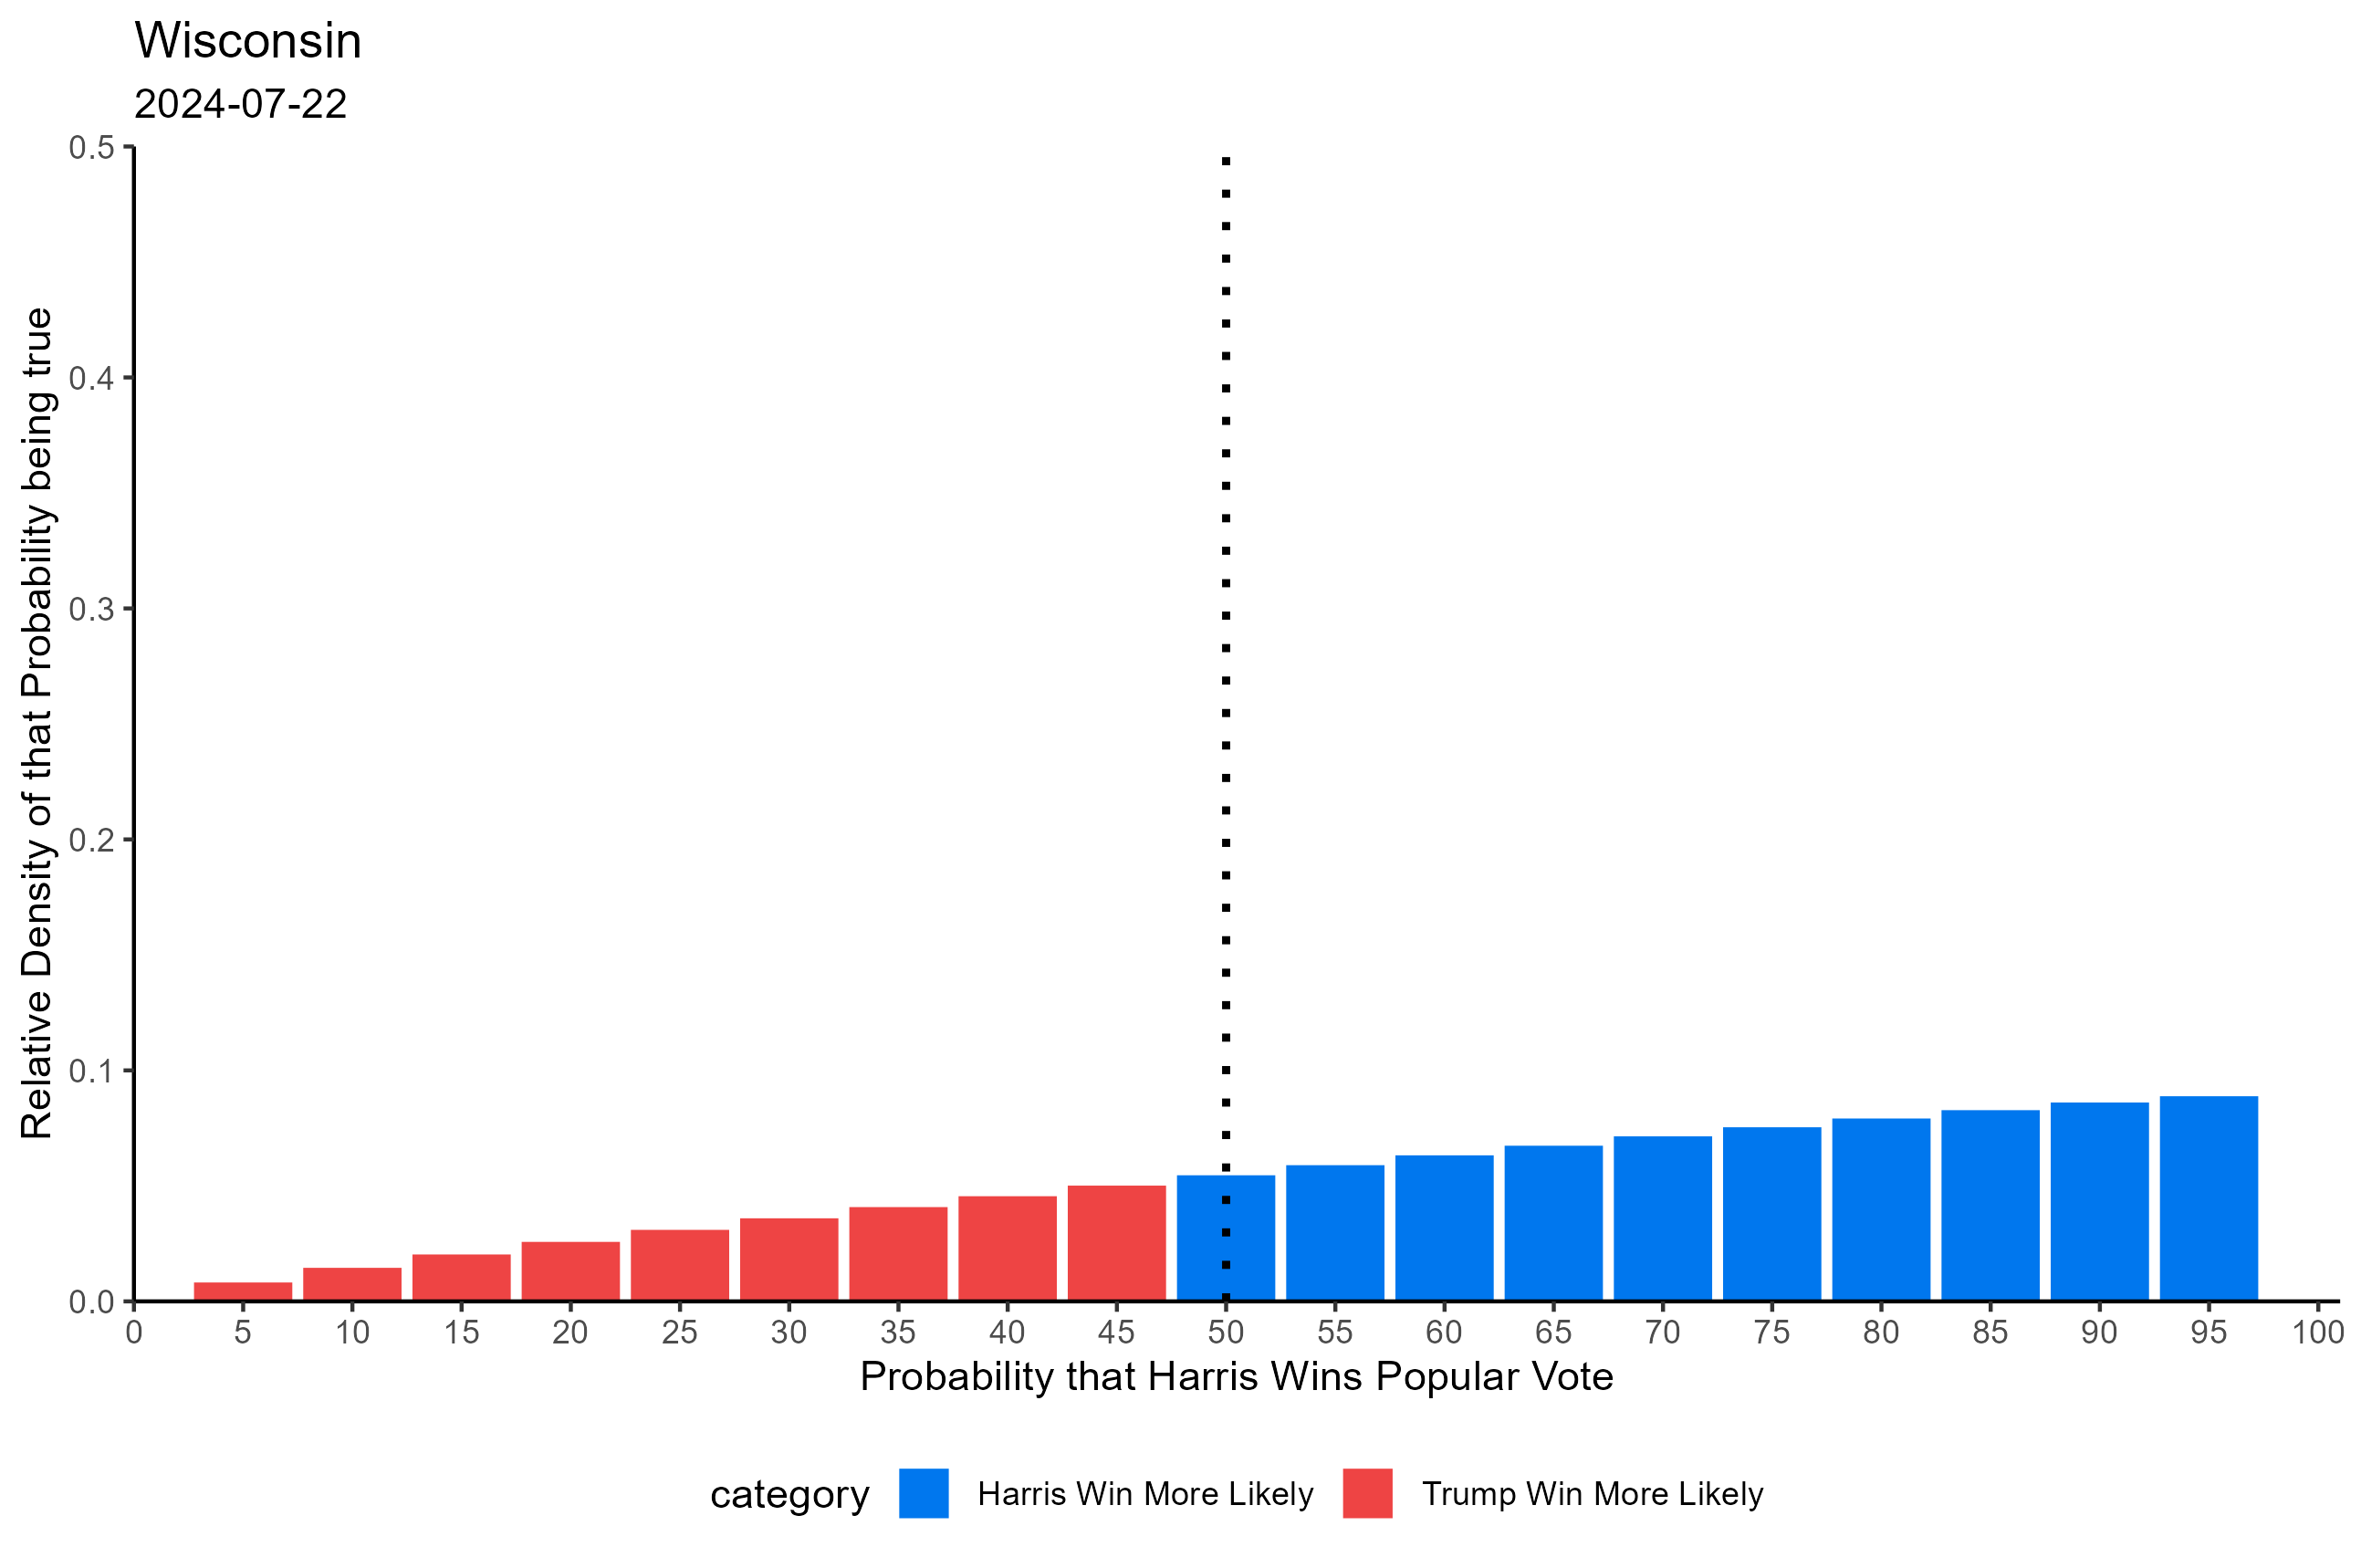 Wisconsin
2024-07-22
Relative Density of that Probability being true
0.5
0.4
0.3
0.2
0.1
0.0
0 5 10 15 20 25 30 35 40 45 50 55 60 65 70 75 80 85 90 95 100
Probability that Harris Wins Popular Vote
category Harris Win More Likely Trump Win More Likely